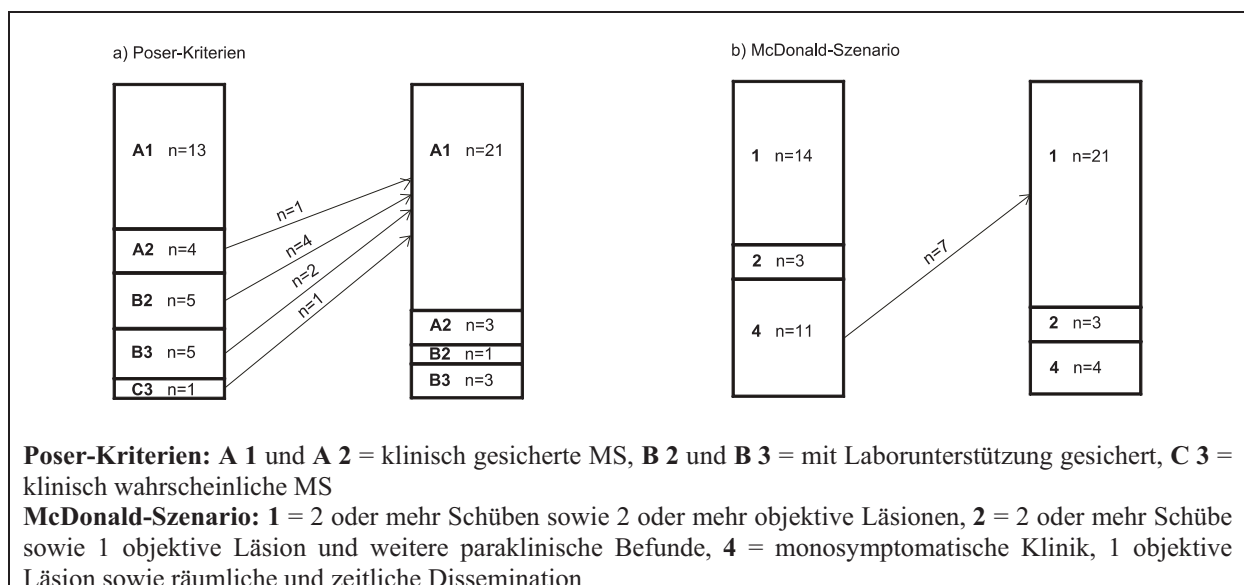 a) Poser-Kriterien
A1 n=13
A2 n=4
B2 n=5
B3 n=5
C3 n=1
n=1
n=4
n=2
n=1
A1 n=21
A2 n=3
B2 n=1
B3 n=3
b) McDonald-Szenario
1 n=14
2 n=3
4 n=11
n=7
1 n=21
2 n=3
4 n=4
Poser-Kriterien: A 1 und A 2 = klinisch gesicherte MS, B 2 und B 3 = mit Laborunterstützung gesichert, C 3 =
klinisch wahrscheinliche MS
McDonald-Szenario: 1 = 2 oder mehr Schüben sowie 2 oder mehr objektive Läsionen, 2 = 2 oder mehr Schübe
sowie 1 objektive Läsion und weitere paraklinische Befunde, 4 = monosymptomatische Klinik, 1 objektive
Läsion sowie räumliche und zeitliche Dissemination